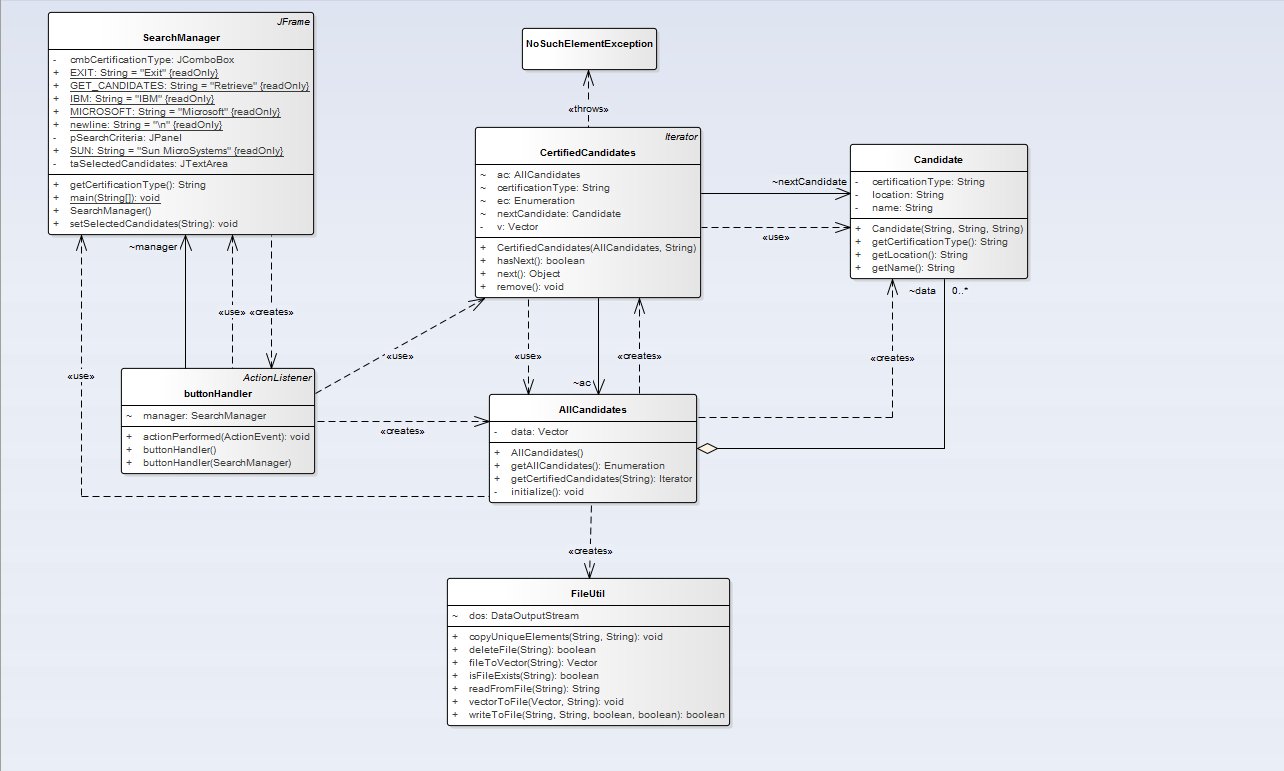 JFrame
SearchManager
- cmbCertificationType: JComboBox
+ EXIT: String = "Exit" {readOnly}
+ GET_CANDIDATES: String = "Retrieve" {readOnly}
+ IBM: String = "IBM" {readOnly}
+ MICROSOFT: String = "Microsoft" {readOnly}
+ newline: String = "\n" {readOnly}
- pSearchCriteria: JPanel
+ SUN: String = "Sun MicroSystems" {readOnly}
- taSelectedCandidates: JTextArea
+ getCertificationType(): String
+ main(String[]): void
+ SearchManager()
+ setSelectedCandidates(String): void
NoSuchElementException
«throws»
Iterator
CertifiedCandidates
~ ac: AllCandidates
~ certificationType: String
~ ec: Enumeration
~ nextCandidate: Candidate
- v: Vector
+ CertifiedCandidates(AllCandidates, String)
+ hasNext(): boolean
+ next(): Object
+ remove(): void
~nextCandidate
«use»
Candidate
- certificationType: String
- location: String
- name: String
+ Candidate(String, String, String)
+ getCertificationType(): String
+ getLocation(): String
+ getName(): String
~manager
~data 0..*
«use» «creates»
«use»
«use»
«use»
~ac
«creates»
«creates»
ActionListener
buttonHandler
~ manager: SearchManager
+ actionPerformed(ActionEvent): void
+ buttonHandler()
+ buttonHandler(SearchManager)
«creates»
AllCandidates
- data: Vector
+ AllCandidates()
+ getAllCandidates(): Enumeration
+ getCertifiedCandidates(String): Iterator
- initialize(): void
«creates»
FileUtil
~ dos: DataOutputStream
+ copyUniqueElements(String, String): void
+ deleteFile(String): boolean
+ fileToVector(String): Vector
+ isFileExists(String): boolean
+ readFromFile(String): String
+ vectorToFile(Vector, String): void
+ writeToFile(String, String, boolean, boolean): boolean